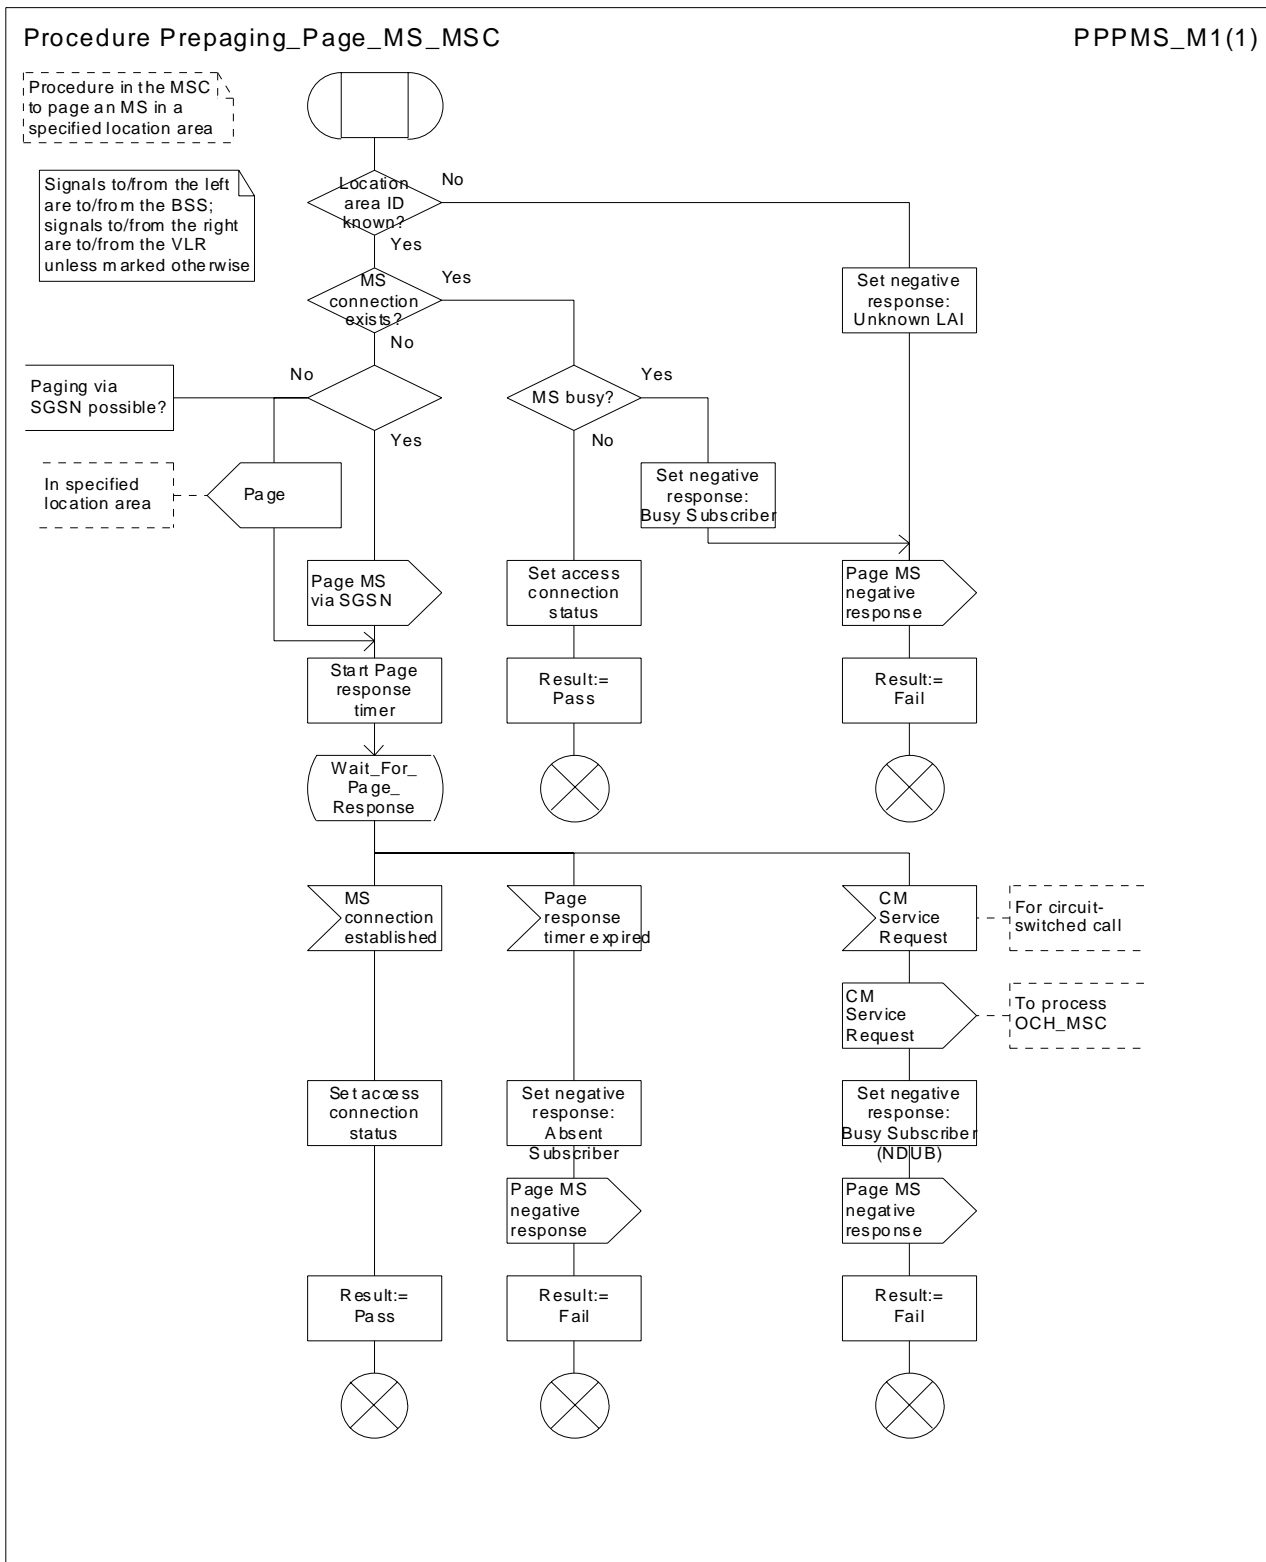 Procedure Prepaging_Page_MS_MSC
PPPMS_M1(1)
Procedure in the MSC
to page an MS in a
specified location area
Signals to/from the left
are to/from the BSS;
signals to/from the right
are to/from the VLR
unless marked otherwise
Location
area ID
known?
No
Yes
MS
connection
exists?
Yes
No
Set negative
response:
Unknown LAI
Paging via
SGSN possible?
No
Yes
MS busy?
Yes
No
In specified
location area
Page
Set negative
response:
Busy Subscriber
Page MS
via SGSN
Set access
connection
status
Page MS
negative
response
Start Page
response
timer
Result:=
Pass
Result:=
Fail
Wait_For_
Page_
Response
MS
connection
established
Page
response
timer expired
CM
Service
Request
For circuit-
switched call
CM
Service
Request
To process
OCH_MSC
Set access
connection
status
Set negative
response:
Absent
Subscriber
Set negative
response:
Busy Subscriber
(NDUB)
Page MS
negative
response
Page MS
negative
response
Result:=
Pass
Result:=
Fail
Result:=
Fail